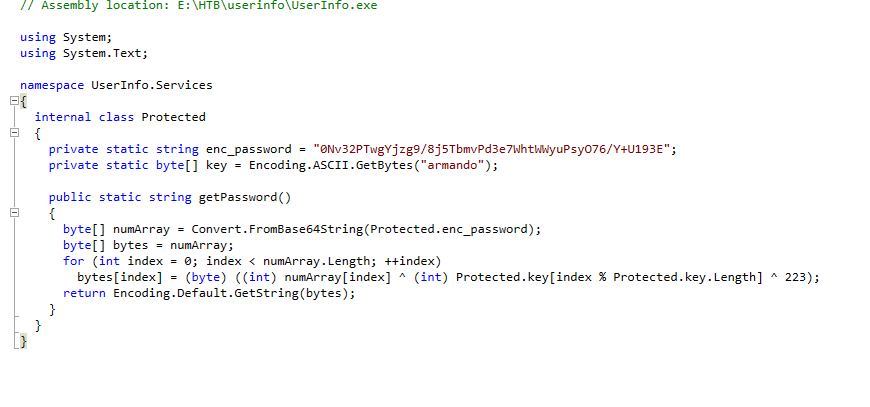 // Assembly location: E:\HTB\userinfo\UserInfo.exe
using System;
using System.Text;
namespace UserInfo.Services
{
internal class Protected
{
private static string enc_password = "0Nv32PTwgYjzg9/8j5TbmvPd3e7WhtWWyuPsyO76/Y+U193E";
private static byte[] key = Encoding.ASCII.GetBytes("armando");
public static string getPassword()
{
byte[] numArray = Convert.FromBase64String(Protected.enc_password);
byte[] bytes = numArray;
for (int index = 0; index < numArray.Length; ++index)
bytes[index] = (byte) ((int) numArray[index] ^ (int) Protected.key[index % Protected.key.Length] ^ 223);
return Encoding.Default.GetString(bytes);
}
}
}